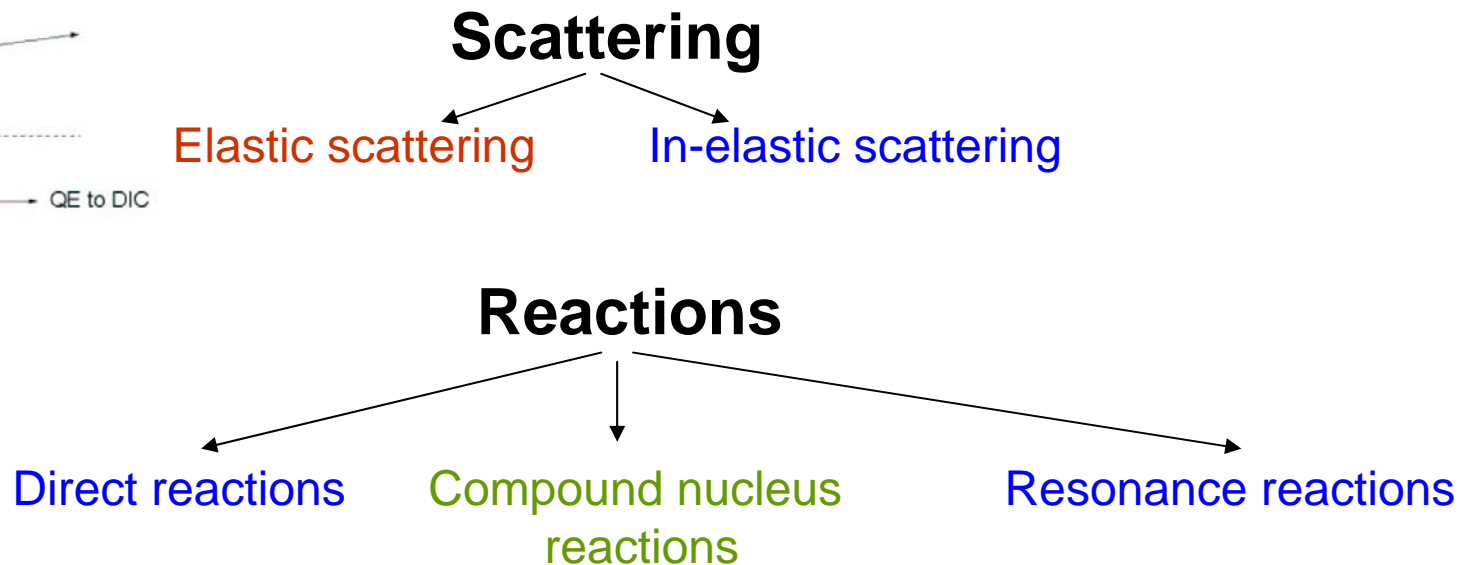 Scattering
Elastic scattering
In-elastic scattering
QE to DIC
Reactions
Direct reactions
Compound nucleus
reactions
Resonance reactions